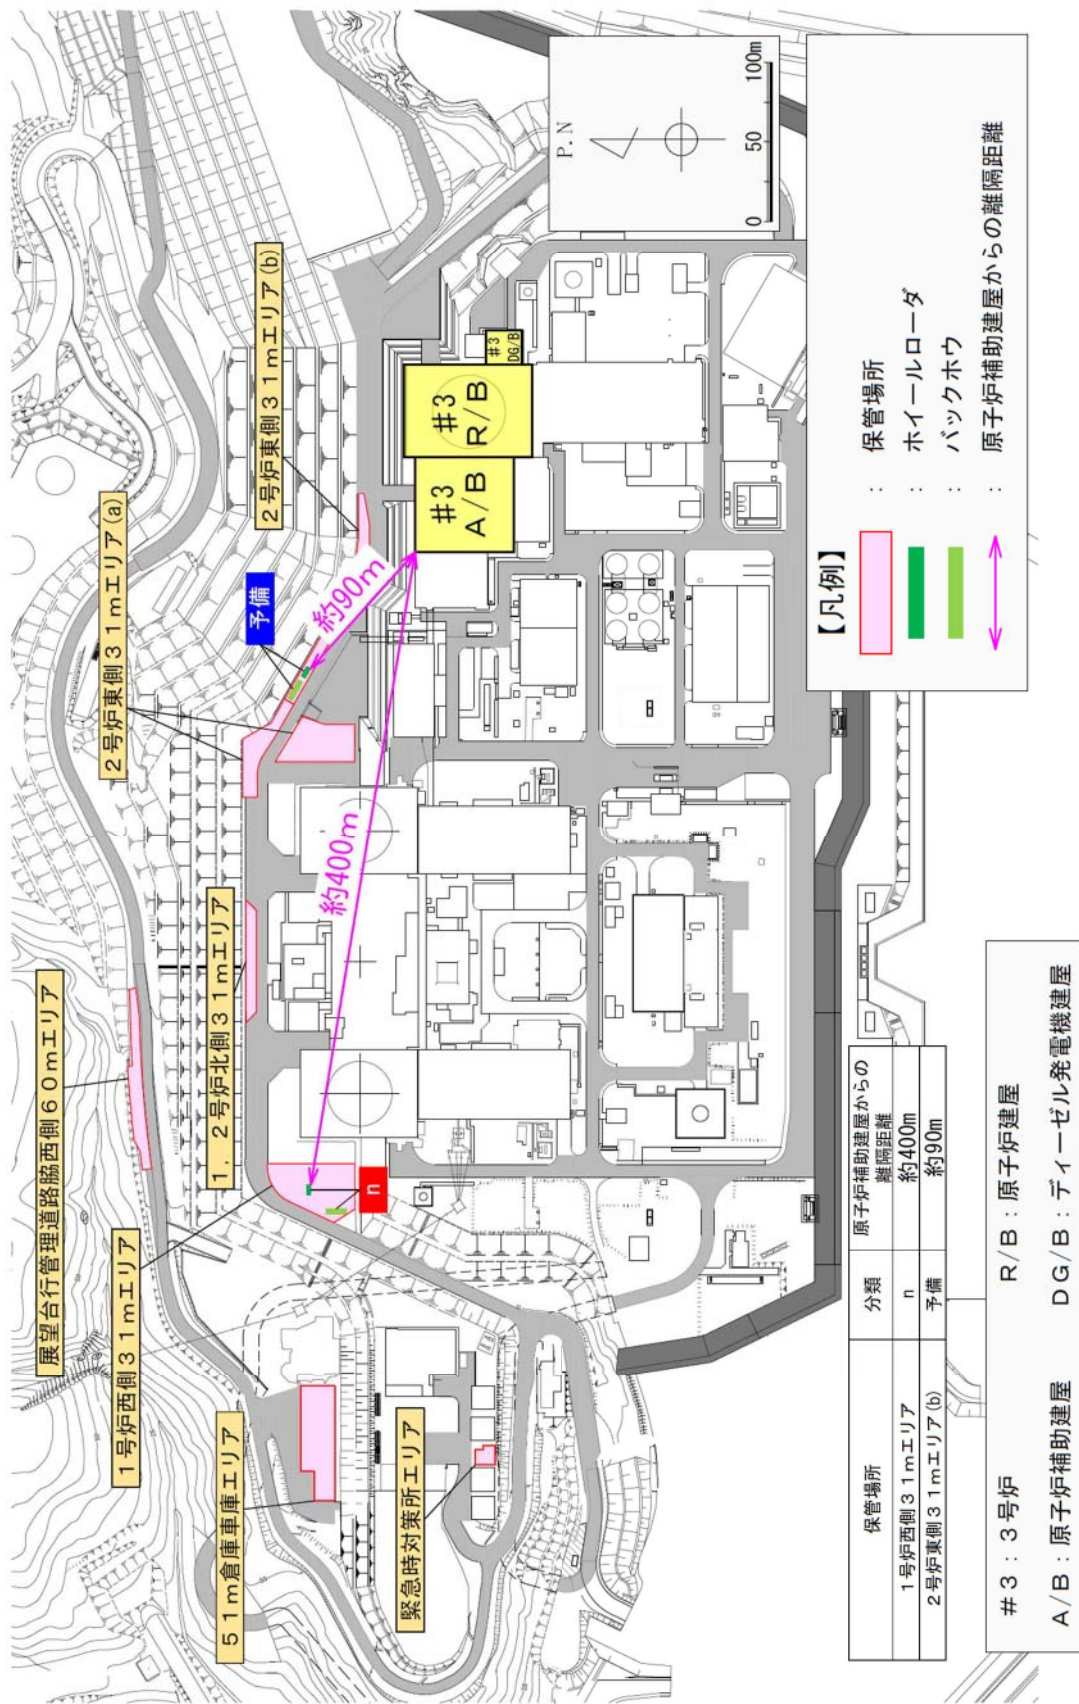 展望台行管理道路脇西側60mエリア
1号炉西側31mエリア
51m倉庫車庫エリア
緊急時対策所エリア
1,2号炉北側31mエリア
2号炉東側31mエリア(a)
2号炉東側31mエリア(b)
予備
約90m
約400m
n
#3
A/B
#3
R/B
#3
DG/B
P.N
0 50 100m
【凡例】
: 保管場所
: ホイールローダ
: バックホウ
: 原子炉補助建屋からの離隔距離
保管場所 分類 原子炉補助建屋からの
離隔距離
1号炉西側31mエリア n 約400m
2号炉東側31mエリア(b) 予備 約90m
#3:3号炉 R/B:原子炉建屋
A/B:原子炉補助建屋 DG/B:ディーゼル発電機建屋